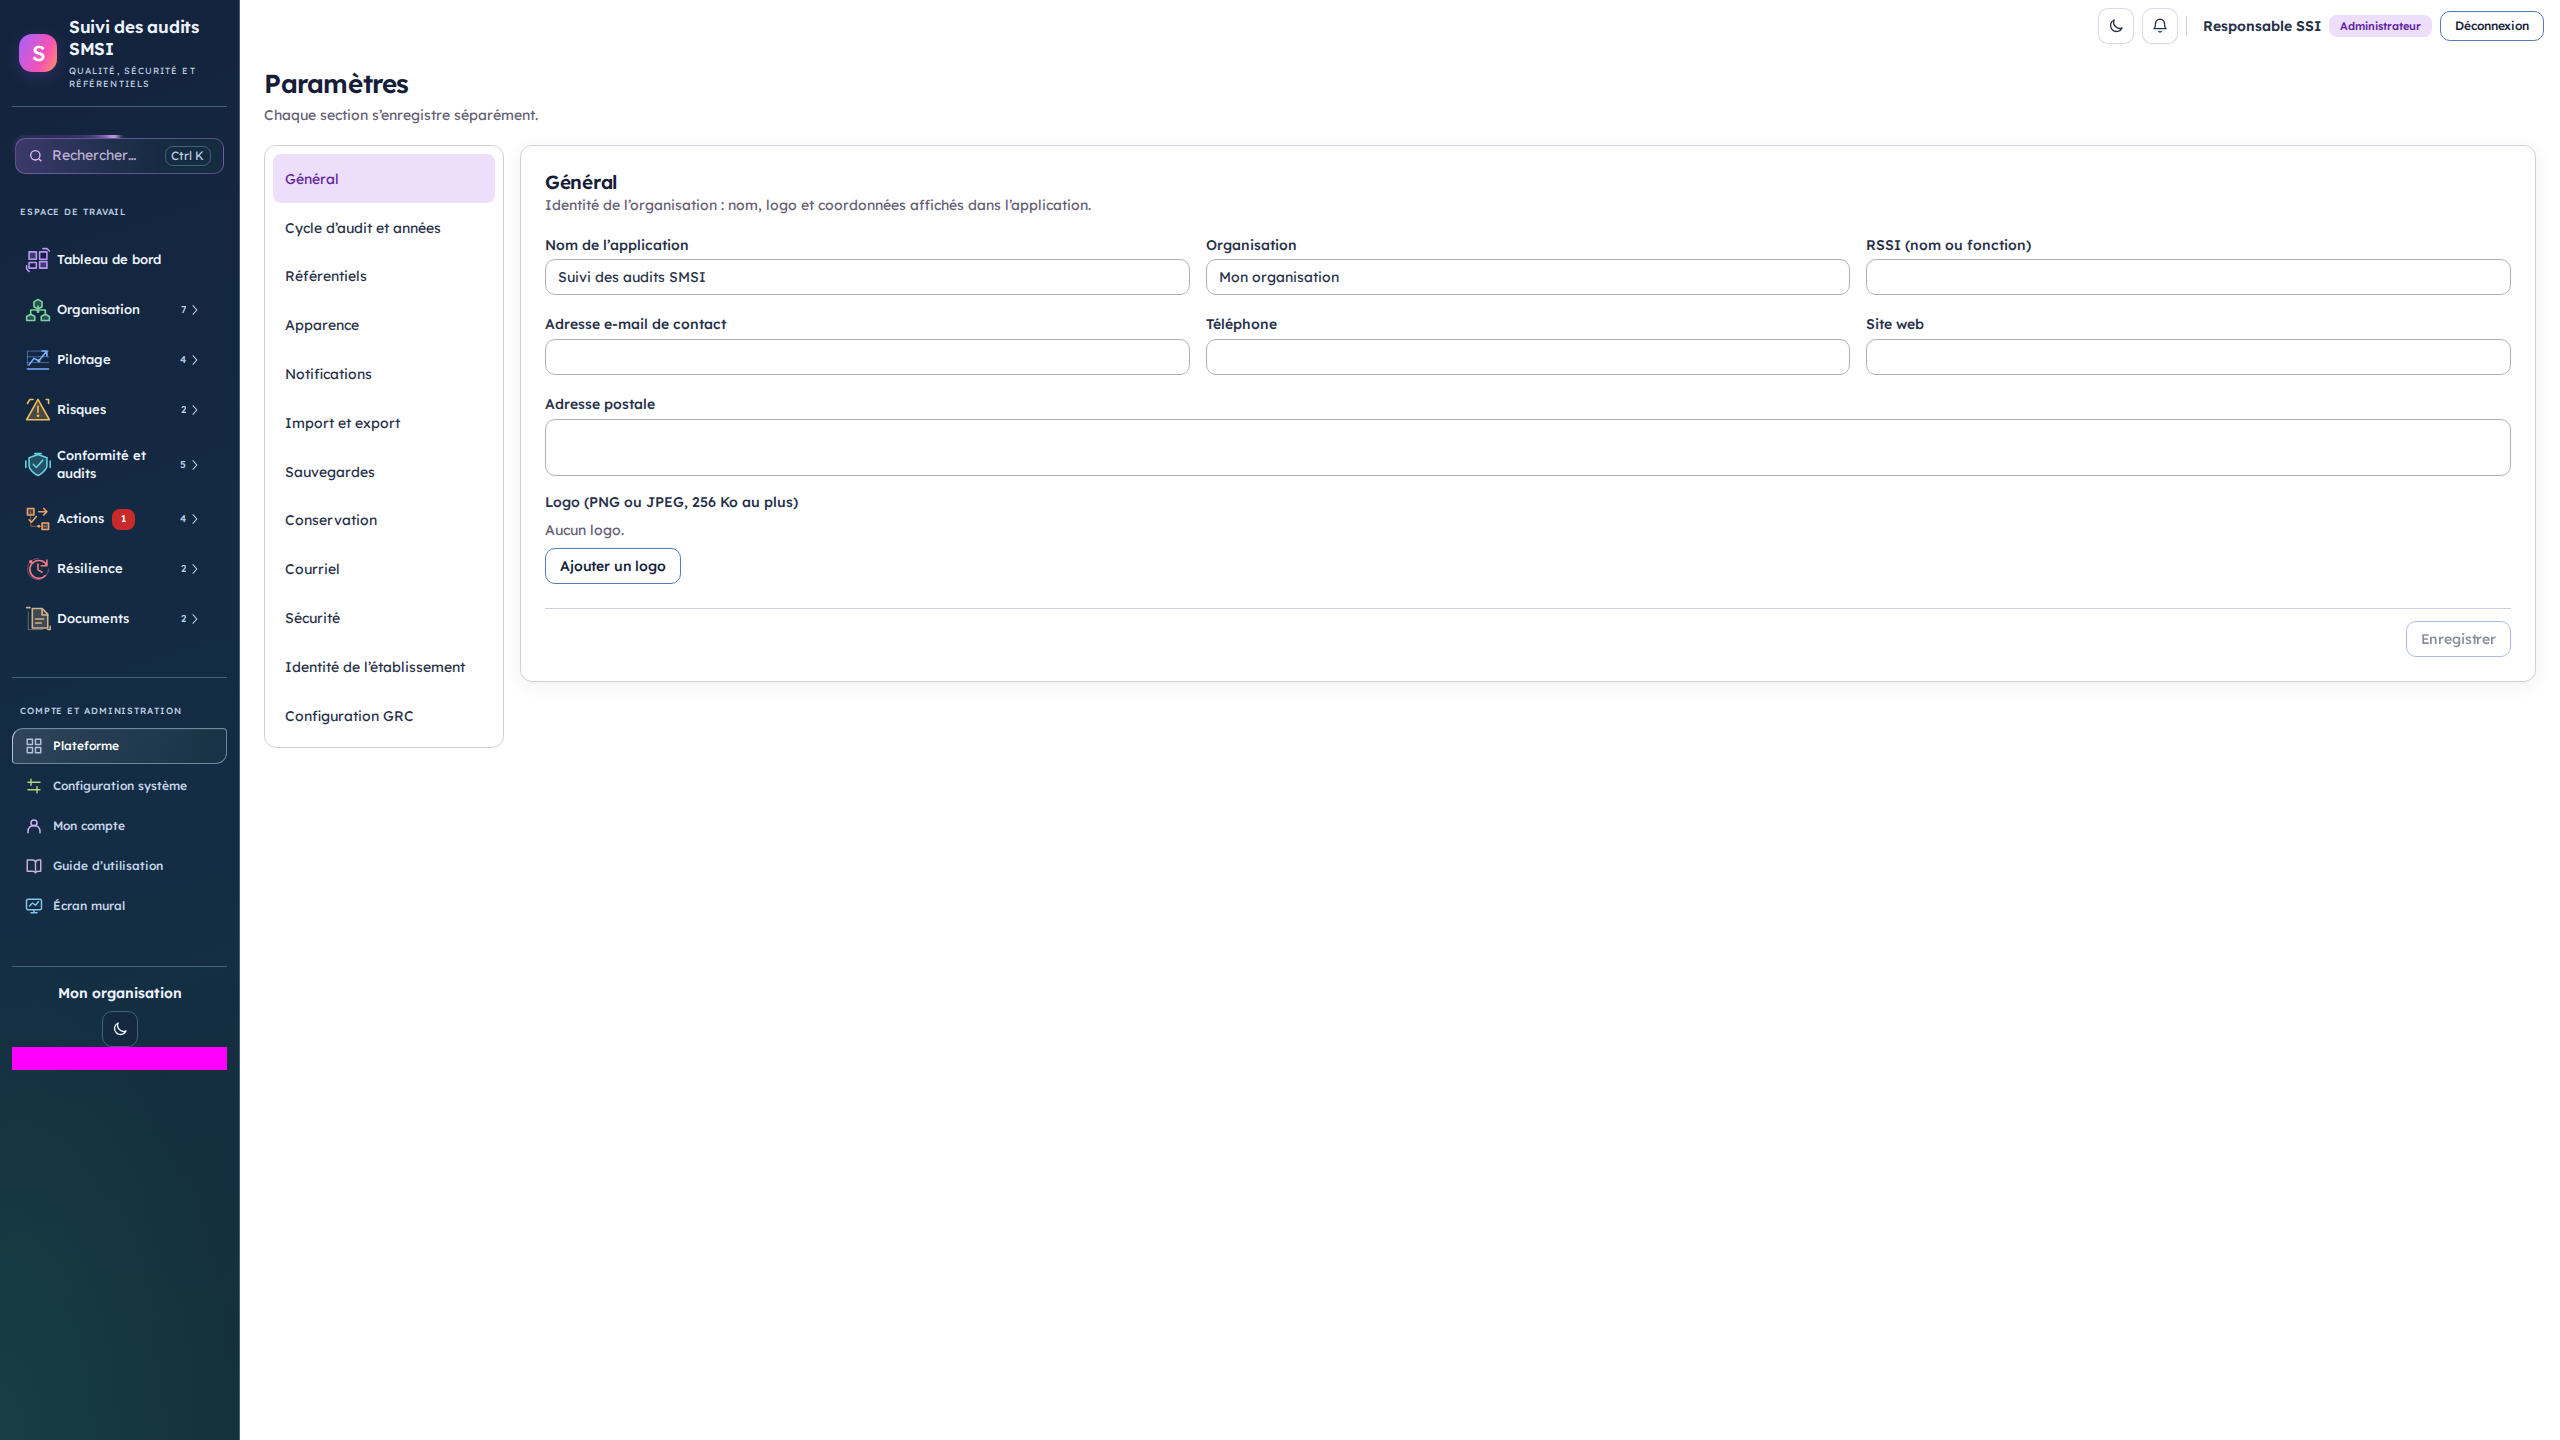 Suivi des audits
SMSI
QUALITÉ, SÉCURITÉ ET
RÉFÉRENTIELS
Rechercher...
Ctrl K
ESPACE DE TRAVAIL
Tableau de bord
Organisation 7
Pilotage 4
Risques 2
Conformité et
audits 5
Actions 1 4
Résilience 2
Documents 2
COMPTE ET ADMINISTRATION
Plateforme
Configuration système
Mon compte
Guide d’utilisation
Écran mural
Mon organisation
Responsable SSI Administrateur Déconnexion
Paramètres
Chaque section s’enregistre séparément.
Général
Cycle d’audit et années
Référentiels
Apparence
Notifications
Import et export
Sauvegardes
Conservation
Courriel
Sécurité
Identité de l’établissement
Configuration GRC
Général
Identité de l’organisation : nom, logo et coordonnées affichés dans l’application.
Nom de l’application Organisation RSSI (nom ou fonction)
Suivi des audits SMSI Mon organisation
Adresse e-mail de contact Téléphone Site web
Adresse postale
Logo (PNG ou JPEG, 256 Ko au plus)
Aucun logo.
Ajouter un logo
Enregistrer
S